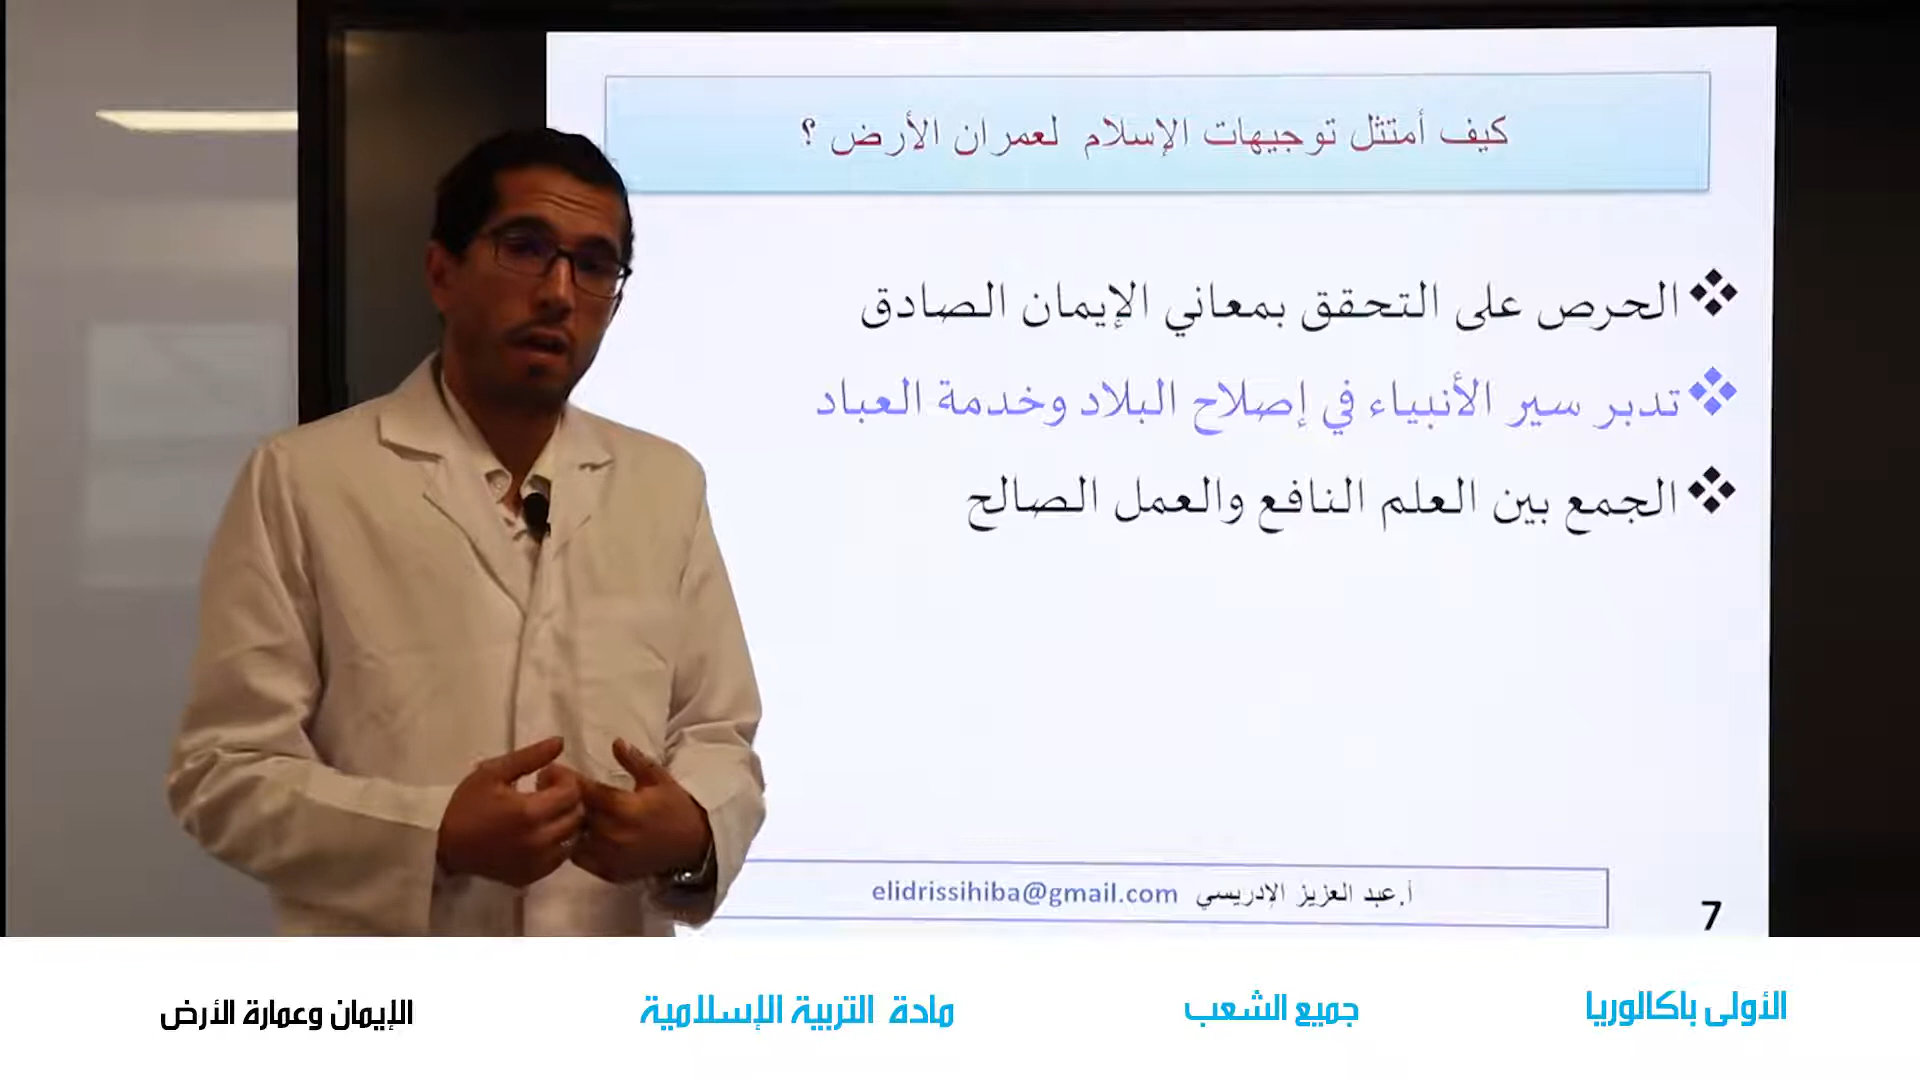 كيف أمتثل توجيهات الإسلام لعمران الأرض ؟
الحرص على التحقق بمعاني الإيمان الصادق
تدبر سير الأنبياء في إصلاح البلاد وخدمة العباد
الجمع بين العلم النافع والعمل الصالح
أ.عبد العزيز الإدريسي elidrissihiba@gmail.com
7
الأولى باكالوريا
جميع الشعب
مادة التربية الإسلامية
الإيمان وعمارة الأرض